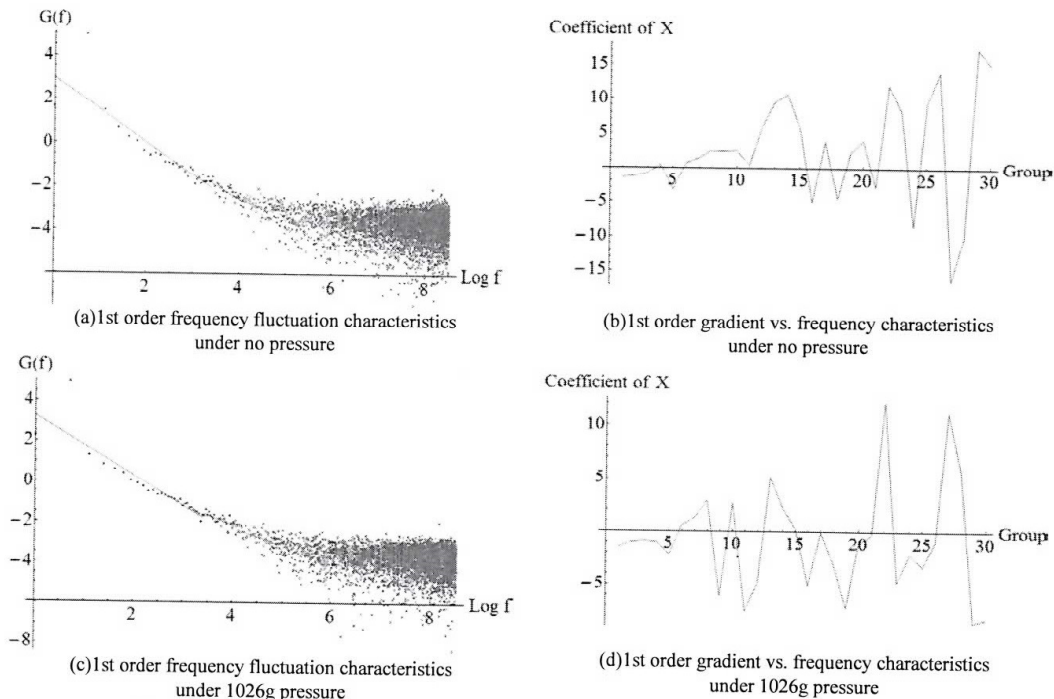 G(f)
4
2
0
−2
−4
2
4
6
8
Log f
(a)1st order frequency fluctuation characteristics
under no pressure
Coefficient of X
15
10
5
−5
−10
−15
5
10
15
20
25
30
Group
(b)1st order gradient vs. frequency characteristics
under no pressure
G(f)
4
2
0
−2
−4
−8
2
4
6
8
Log f
(c)1st order frequency fluctuation characteristics
under 1026g pressure
Coefficient of X
10
5
−5
5
10
15
20
25
30
Group
(d)1st order gradient vs. frequency characteristics
under 1026g pressure